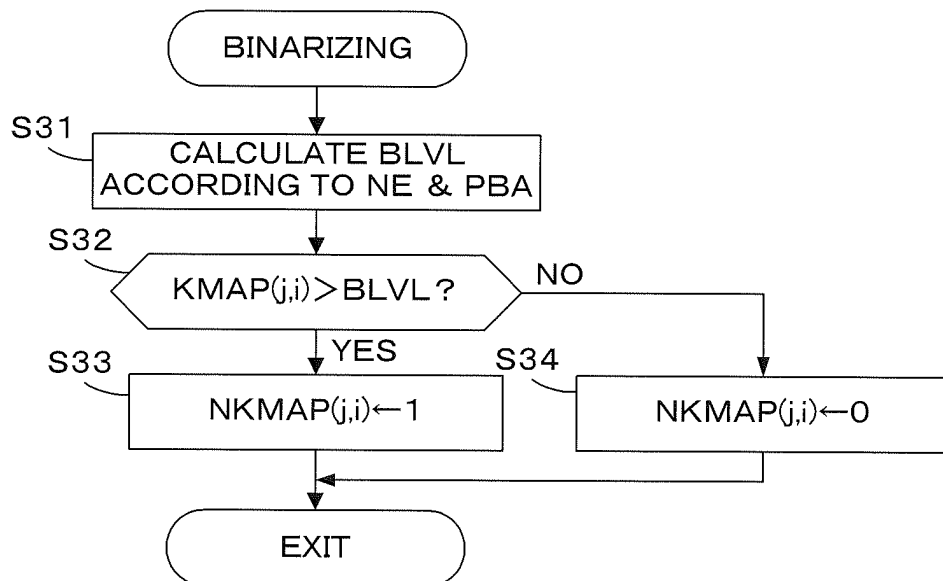 BINARIZING
S31
CALCULATE BLVL
ACCORDING TO NE & PBA
S32
KMAP(j,i)>BLVL?
NO
YES
S33
NKMAP(j,i)←1
S34
NKMAP(j,i)←0
EXIT